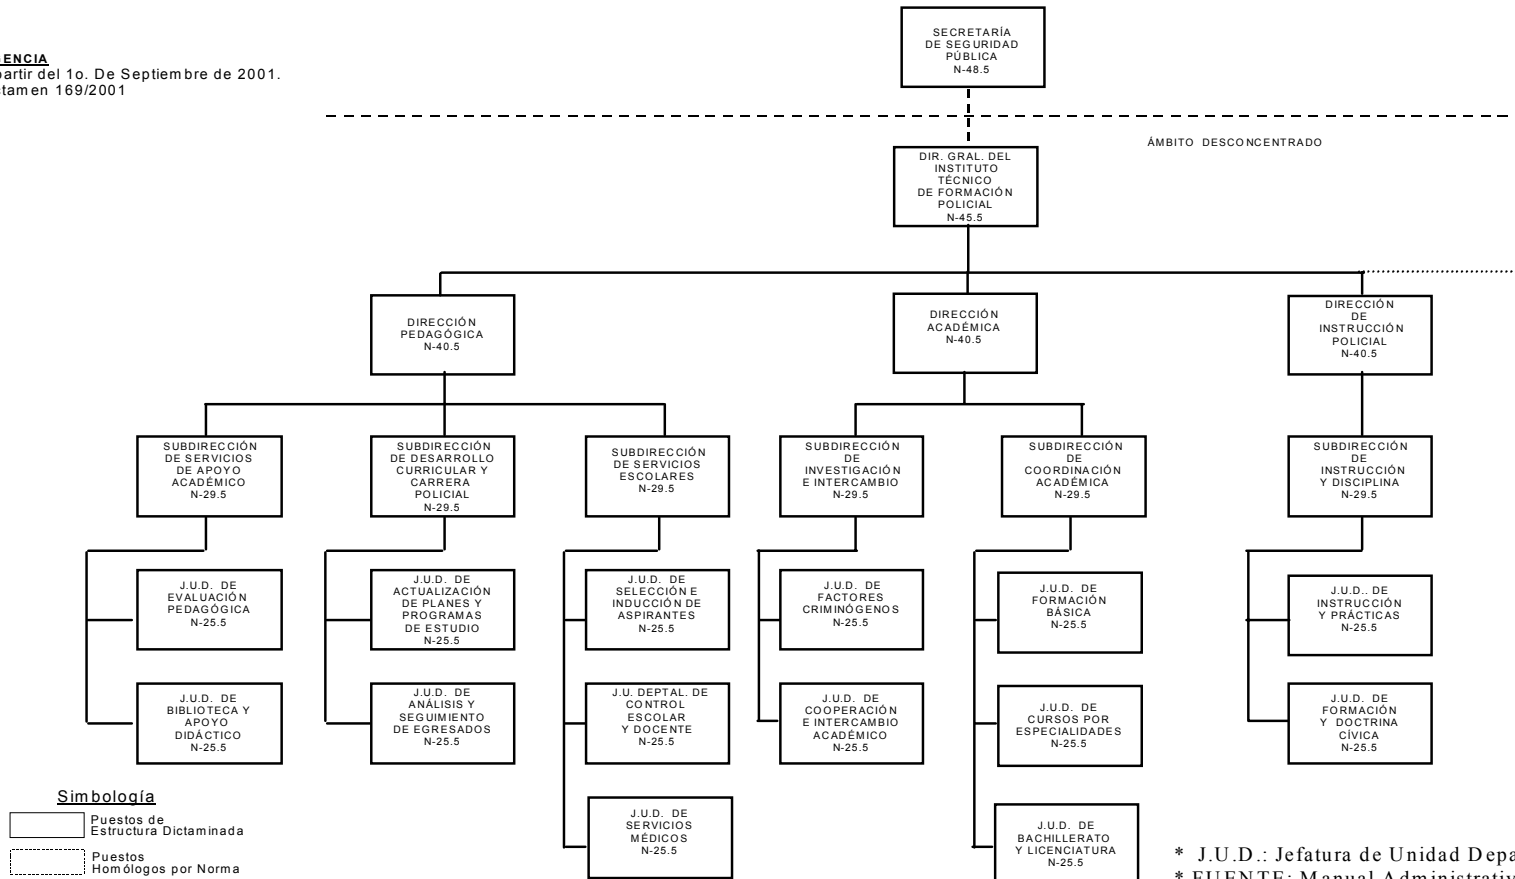 ENCIA
partir del 1o. De Septiembre de 2001.
ctamen 169/2001
SECRETARÍA
DE SEGURIDAD
PÚBLICA
N-48.5
ÁMBITO DESCONCENTRADO
DIR. GRAL. DEL
INSTITUTO
TÉCNICO
DE FORMACIÓN
POLICIAL
N-45.5
DIRECCIÓN
PEDAGÓGICA
N-40.5
DIRECCIÓN
ACADÉMICA
N-40.5
DIRECCIÓN
DE
INSTRUCCIÓN
POLICIAL
N-40.5
SUBDIRECCIÓN
DE SERVICIOS
DE APOYO
ACADÉMICO
N-29.5
SUBDIRECCIÓN
DE DESARROLLO
CURRICULAR Y
CARRERA
POLICIAL
N-29.5
SUBDIRECCIÓN
DE SERVICIOS
ESCOLARES
N-29.5
SUBDIRECCIÓN
DE
INVESTIGACIÓN
E INTERCAMBIO
N-29.5
SUBDIRECCIÓN
DE
COORDINACIÓN
ACADÉMICA
N-29.5
SUBDIRECCIÓN
DE
INSTRUCCIÓN
Y DISCIPLINA
N-29.5
J.U.D. DE
EVALUACIÓN
PEDAGÓGICA
N-25.5
J.U.D. DE
ACTUALIZACIÓN
DE PLANES Y
PROGRAMAS
DE ESTUDIO
N-25.5
J.U.D. DE
SELECCIÓN E
INDUCCIÓN DE
ASPIRANTES
N-25.5
J.U.D. DE
FACTORES
CRIMINÓGENOS
N-25.5
J.U.D. DE
FORMACIÓN
BÁSICA
N-25.5
J.U.D.. DE
INSTRUCCIÓN
Y PRÁCTICAS
N-25.5
J.U.D. DE
BIBLIOTECA Y
APOYO
DIDÁCTICO
N-25.5
J.U.D. DE
ANÁLISIS Y
SEGUIMIENTO
DE EGRESADOS
N-25.5
J.U. DEPTAL. DE
CONTROL
ESCOLAR
Y DOCENTE
N-25.5
J.U.D. DE
COOPERACIÓN
E INTERCAMBIO
ACADÉMICO
N-25.5
J.U.D. DE
CURSOS POR
ESPECIALIDADES
N-25.5
J.U.D. DE
FORMACIÓN
Y DOCTRINA
CÍVICA
N-25.5
J.U.D. DE
SERVICIOS
MÉDICOS
N-25.5
J.U.D. DE
BACHILLERATO
Y LICENCIATURA
N-25.5
Simbología
Puestos de
Estructura Dictaminada
Puestos
Homólogos por Norma
* J.U.D.: Jefatura de Unidad Depa
* FUENTE: Manual Administrativ